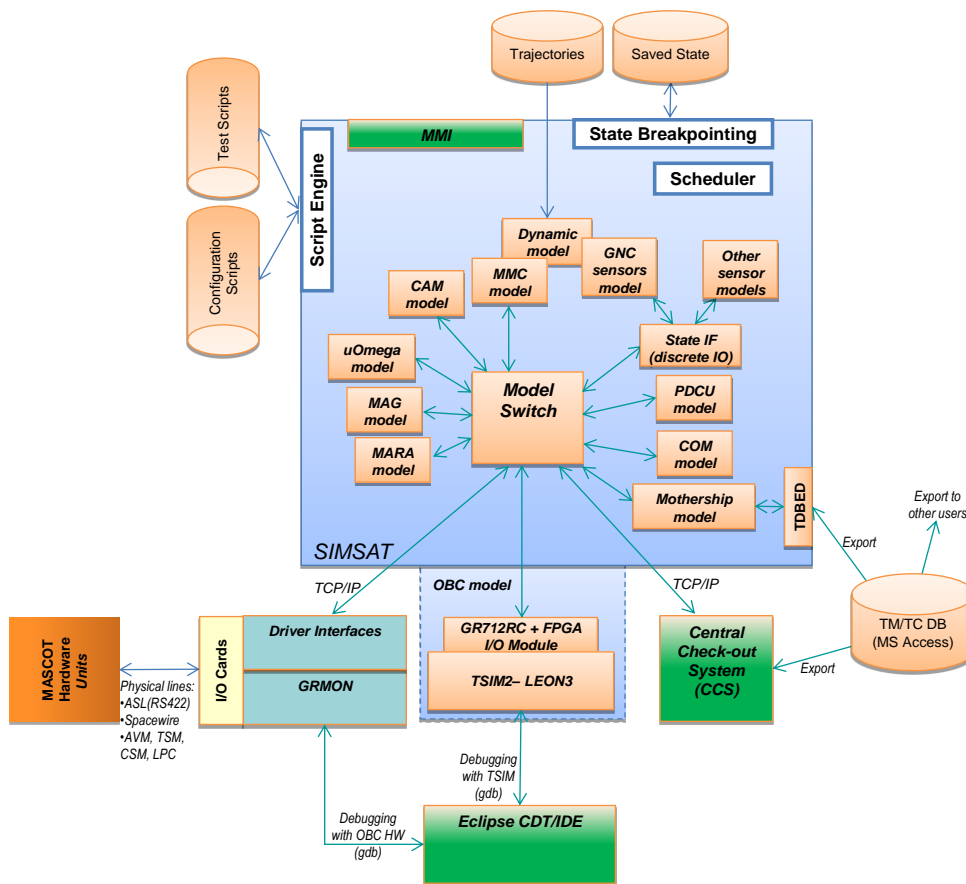 Trajectories
Saved State
Test Scripts
Configuration
Scripts
Script Engine
MMI
State Breakpointing
Scheduler
Dynamic
model
GNC
sensors
model
Other
sensor
models
MMC
model
CAM
model
State IF
(discrete IO)
uOmega
model
Model
Switch
PDCU
model
MAG
model
COM
model
MARA
model
Mothership
model
TDBED
Export to
other users
Export
SIMSAT
TCP/IP
OBC model
TCP/IP
TM/TC DB
(MS Access)
Export
MASCOT
Hardware
Units
Physical lines:
•ASL(RS422)
•Spacewire
•AVM, TSM,
CSM, LPC
I/O Cards
Driver Interfaces
GRMON
GR712RC + FPGA
I/O Module
TSIM2– LEON3
Central
Check-out
System
(CCS)
Debugging
with TSIM
(gdb)
Debugging
with OBC HW
(gdb)
Eclipse CDT/IDE